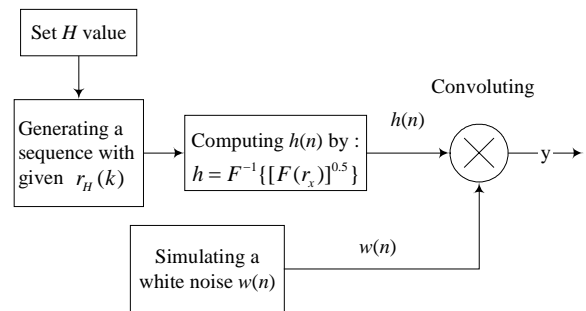 Set H value
Convoluting
Generating a
sequence with
given r_H(k)
Computing h(n) by :
h = F^{-1}{[F(r_x)]^{0.5}}
h(n)
y
w(n)
Simulating a
white noise w(n)